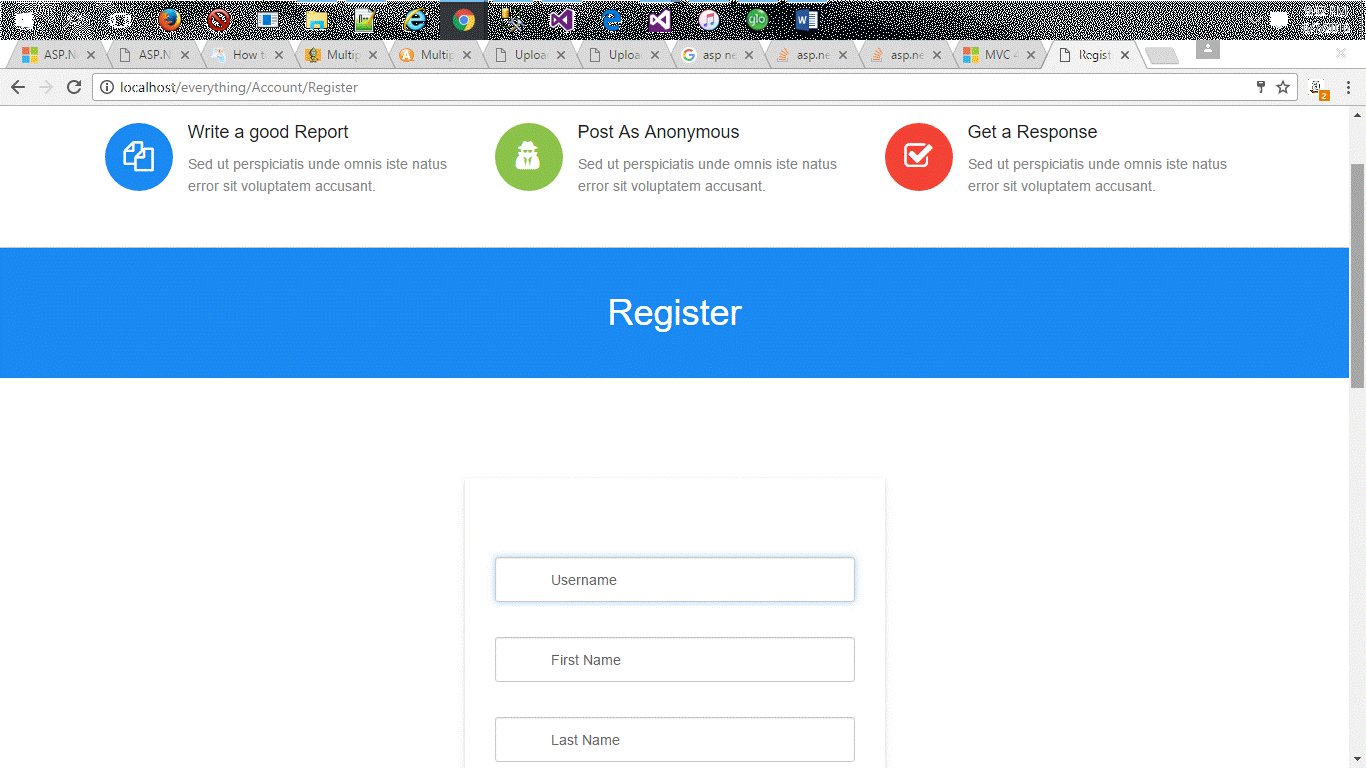 ASP.N
ASP.N
How t
Multip
Multip
Uploa
Uploa
asp ne
asp.ne
asp.ne
MVC 4
Regist
localhost/everything/Account/Register
2
Write a good Report
Post As Anonymous
Get a Response
Sed ut perspiciatis unde omnis iste natus
error sit voluptatem accusant.
Sed ut perspiciatis unde omnis iste natus
error sit voluptatem accusant.
Sed ut perspiciatis unde omnis iste natus
error sit voluptatem accusant.
Register
Username
First Name
Last Name